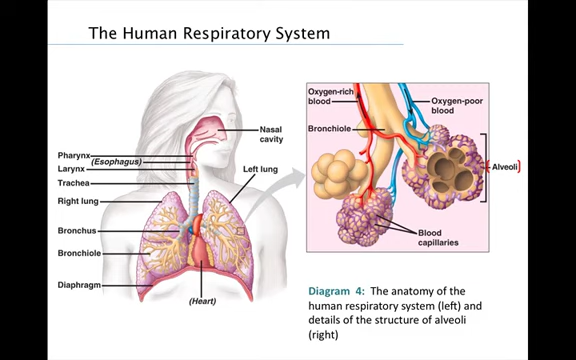 The Human Respiratory System
Nasal
cavity
Pharynx
(Esophagus)
Larynx
Trachea
Left lung
Right lung
Bronchus
Bronchiole
Diaphragm
(Heart)
Oxygen-rich
blood
Oxygen-poor
blood
Bronchiole
Alveoli
Blood
capillaries
Diagram 4: The anatomy of the
human respiratory system (left) and
details of the structure of alveoli
(right)